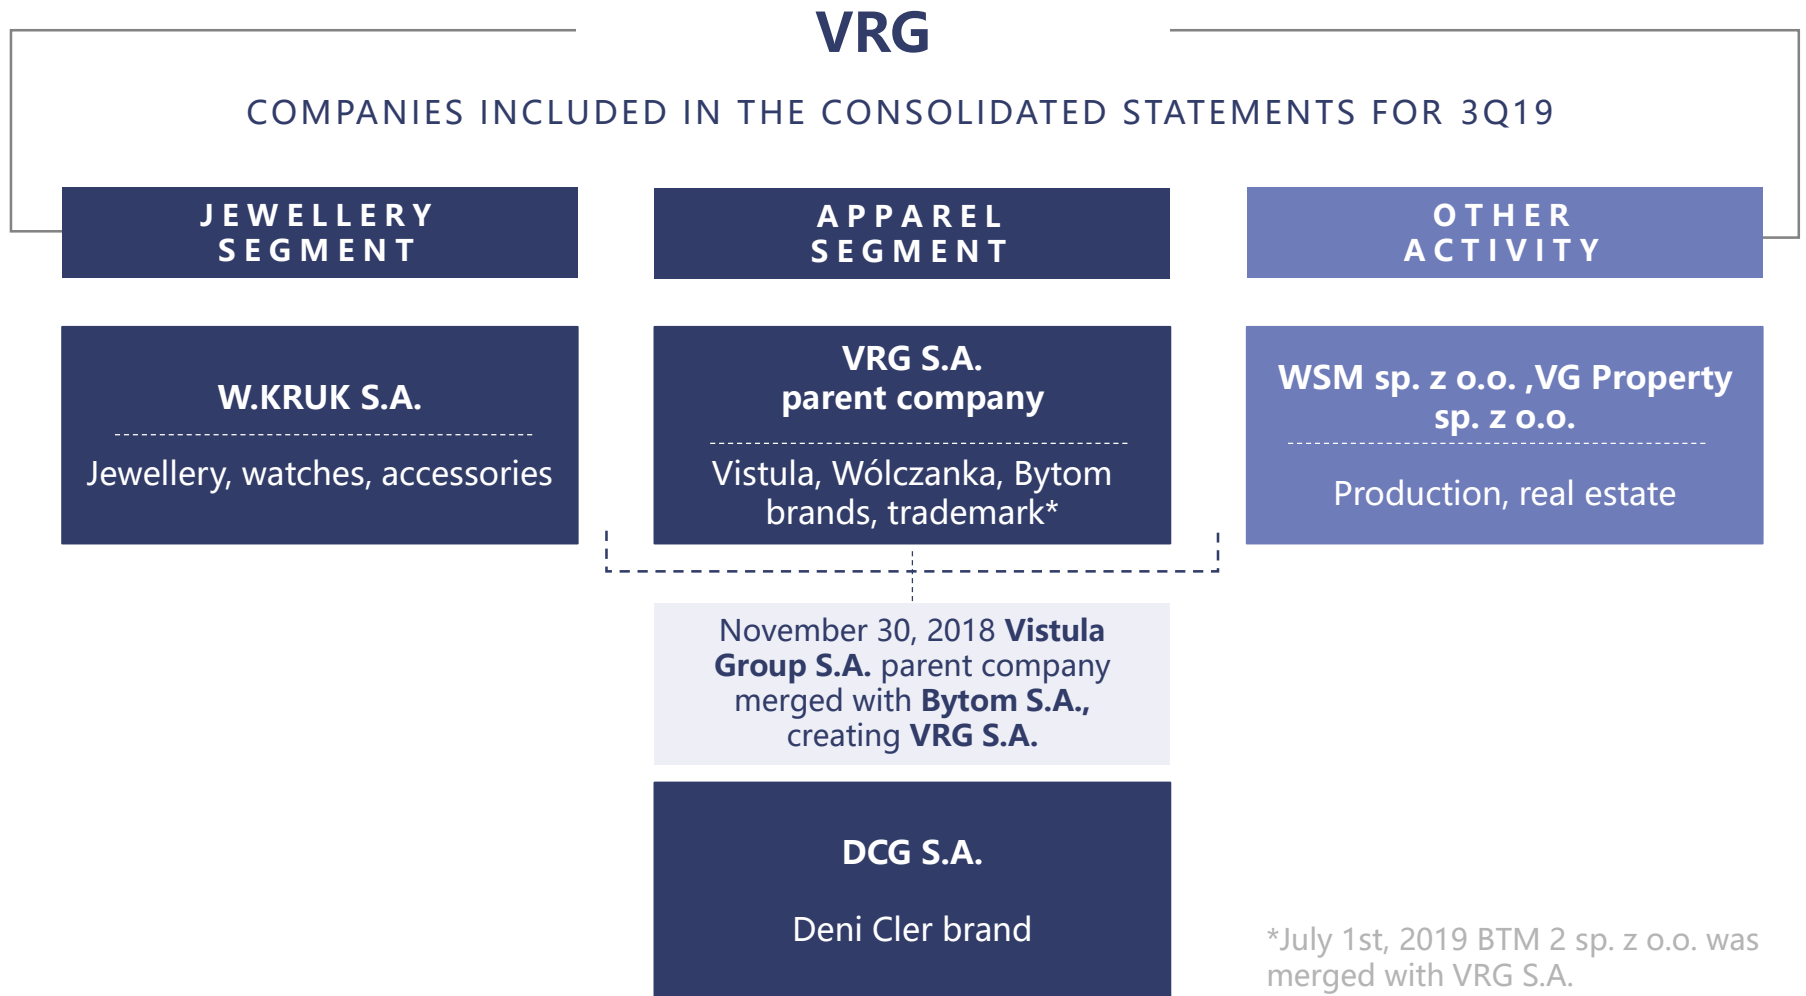 VRG
COMPANIES INCLUDED IN THE CONSOLIDATED STATEMENTS FOR 3Q19
JEWELLERY
SEGMENT
W.KRUK S.A.
Jewellery, watches, accessories
APPAREL
SEGMENT
VRG S.A.
parent company
Vistula, Wólczanka, Bytom
brands, trademark*
November 30, 2018 Vistula
Group S.A. parent company
merged with Bytom S.A.,
creating VRG S.A.
DCG S.A.
Deni Cler brand
OTHER
ACTIVITY
WSM sp. z o.o. ,VG Property
sp. z o.o.
Production, real estate
*July 1st, 2019 BTM 2 sp. z o.o. was
merged with VRG S.A.